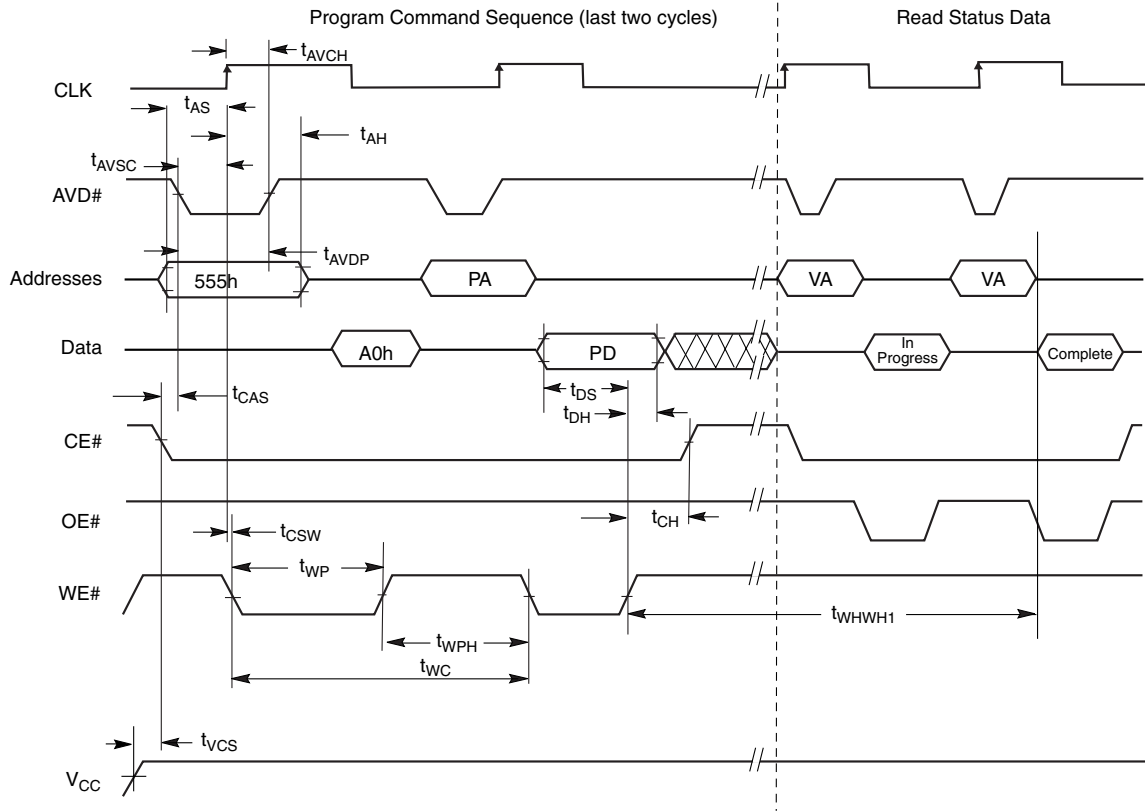 Program Command Sequence (last two cycles)
Read Status Data
tAVCH
CLK
tAS
tAH
tAVSC
AVD#
tAVDP
Addresses
555h
PA
VA
VA
Data
A0h
PD
In
Progress
Complete
tDS
tCAS
tDH
CE#
OE#
tCSW
tCH
tWP
WE#
tWHWH1
tWPH
tWC
tVCS
VCC